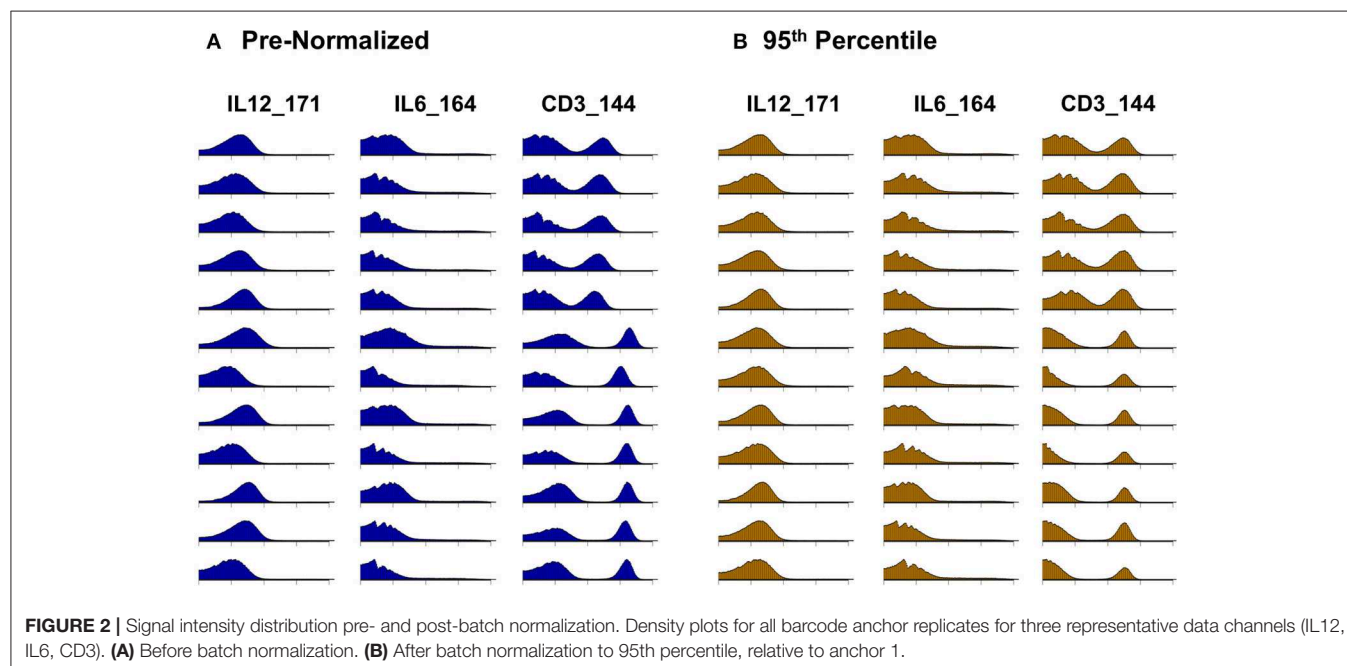 A Pre-Normalized
B 95th Percentile
IL12_171 IL6_164 CD3_144
IL12_171 IL6_164 CD3_144
FIGURE 2 | Signal intensity distribution pre- and post-batch normalization. Density plots for all barcode anchor replicates for three representative data channels (IL12,
IL6, CD3). (A) Before batch normalization. (B) After batch normalization to 95th percentile, relative to anchor 1.